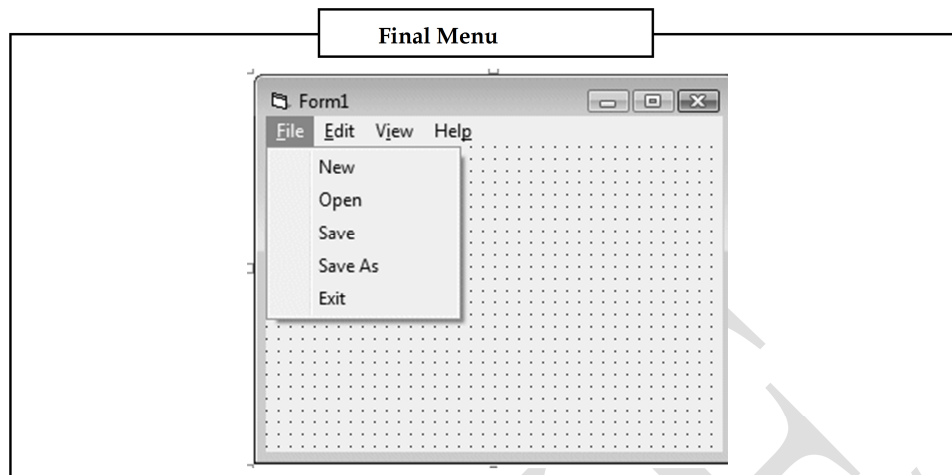 Final Menu
Form1
File Edit View Help
New
Open
Save
Save As
Exit